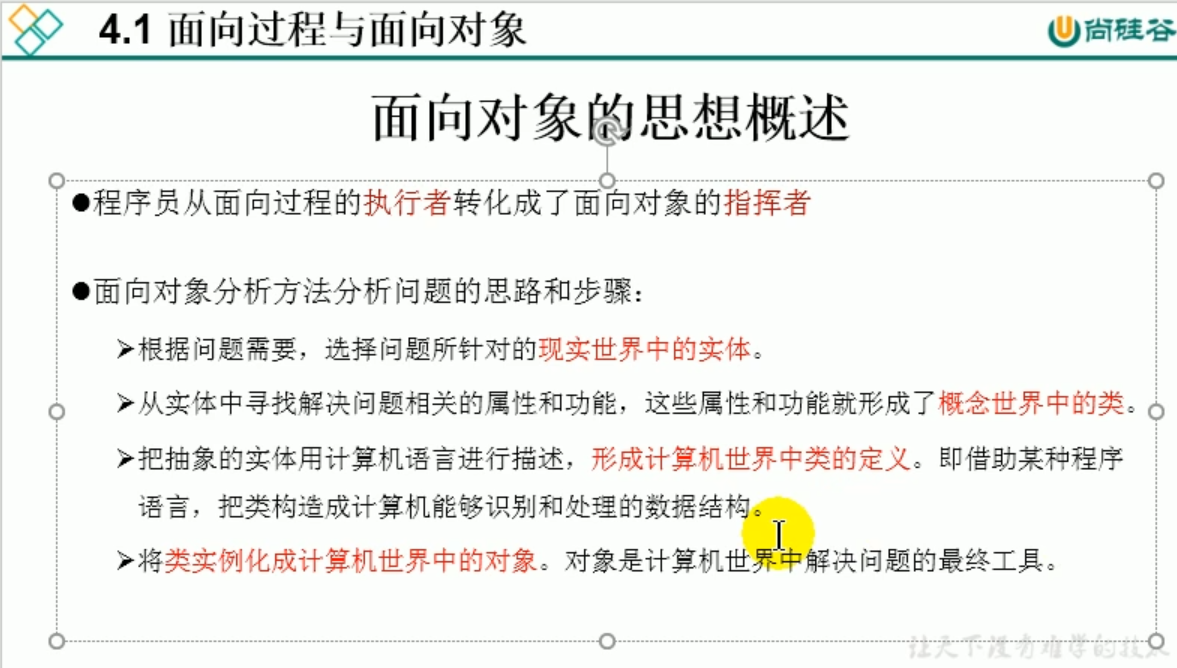 4.1 面向过程与面向对象
尚硅谷
面向对象的思想概述
●程序员从面向过程的执行者转化成了面向对象的指挥者
●面向对象分析方法分析问题的思路和步骤：
➢根据问题需要，选择问题所针对的现实世界中的实体。
➢从实体中寻找解决问题相关的属性和功能，这些属性和功能就形成了概念世界中的类。
➢把抽象的实体用计算机语言进行描述，形成计算机世界中类的定义。即借助某种程序
语言，把类构造成计算机能够识别和处理的数据结构。
➢将类实例化成计算机世界中的对象。对象是计算机世界中解决问题的最终工具。
让天下没有难学的技术